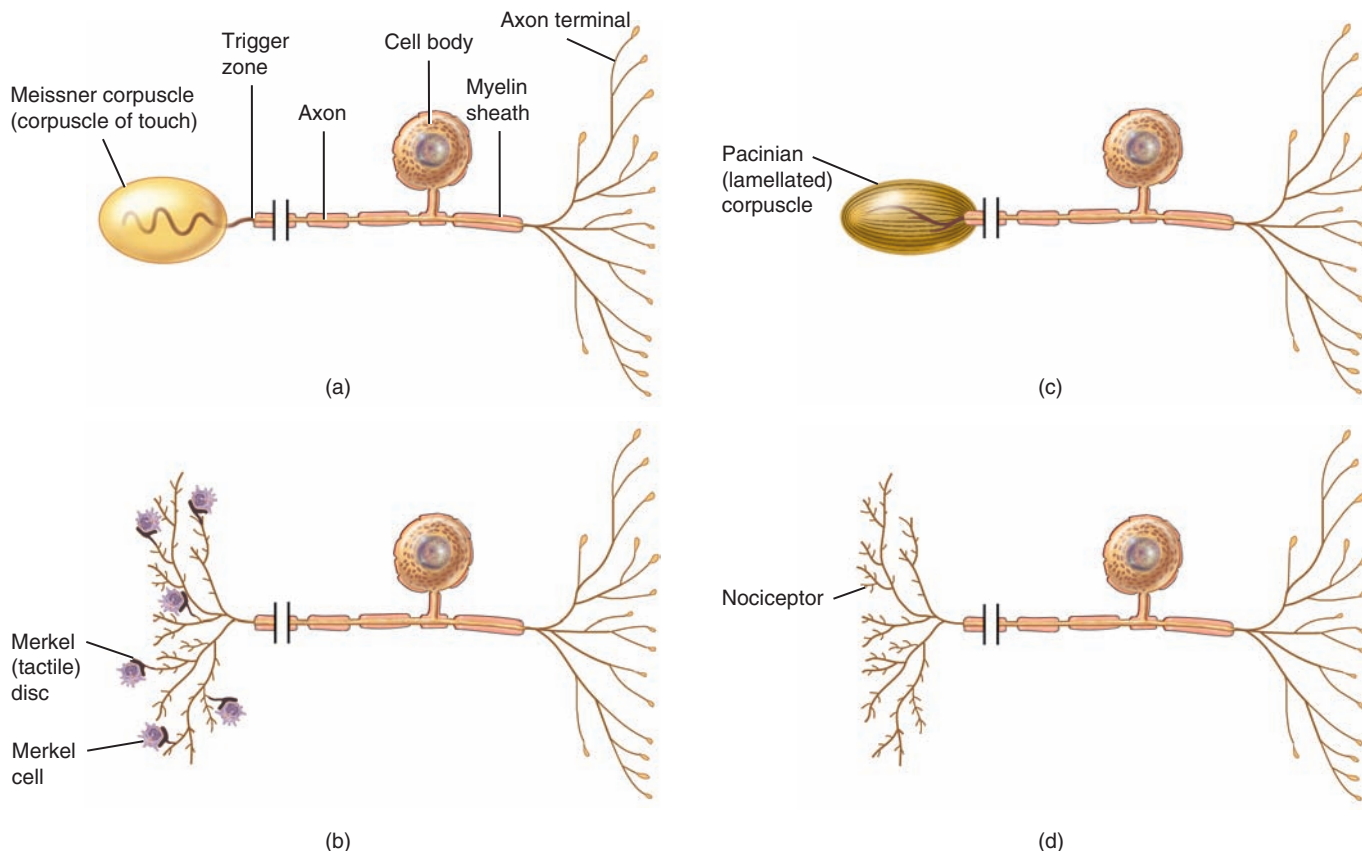 Meissner corpuscle
(corpuscle of touch)
Trigger
zone
Axon
Cell body
Myelin
sheath
Axon terminal
(a)
Pacinian
(lamellated)
corpuscle
(c)
Merkel
(tactile)
disc
Merkel
cell
(b)
Nociceptor
(d)